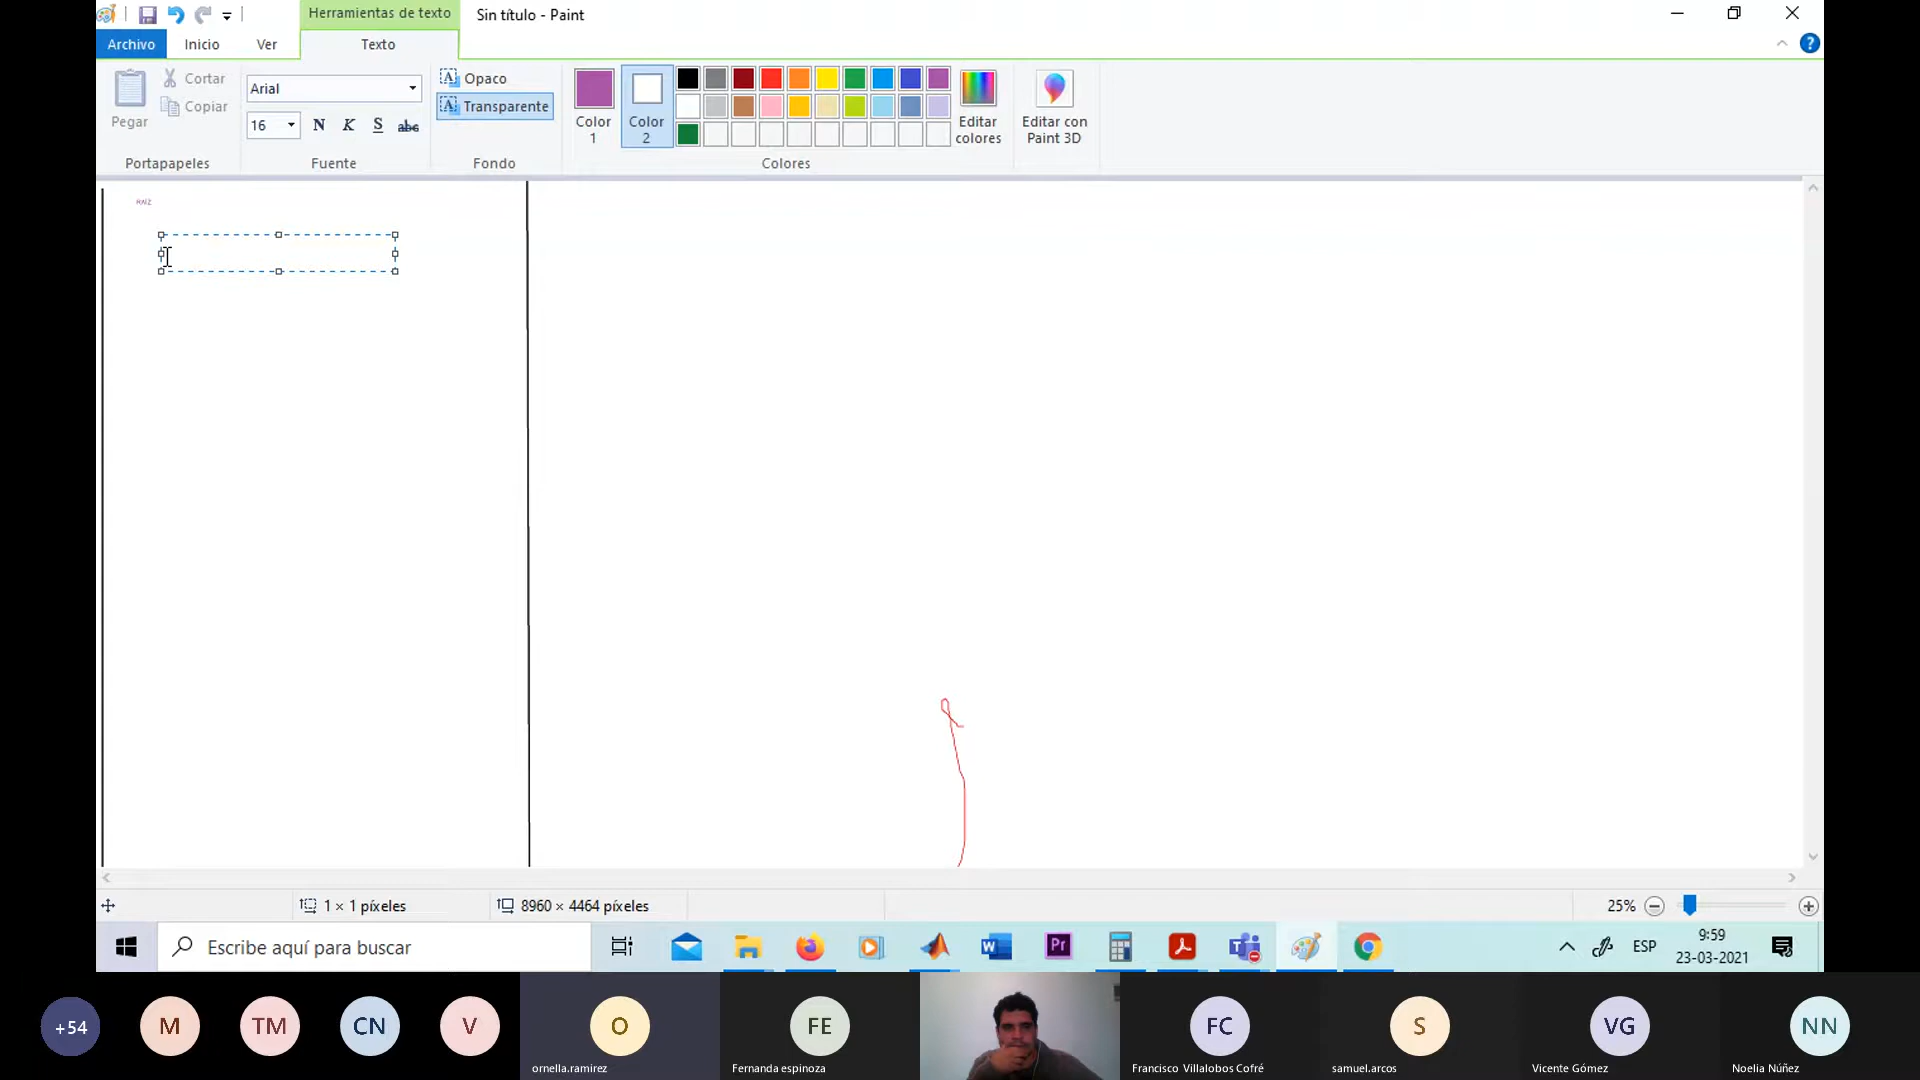 Herramientas de texto
Sin título - Paint
Archivo
Inicio
Ver
Texto
Pegar
Cortar
Copiar
Portapapeles
Arial
16
N K S abc
Fuente
Opaco
Transparente
Fondo
Color
1
Color
2
Colores
Editar
colores
Editar con
Paint 3D
RAÍZ
1 × 1 píxeles
8960 × 4464 píxeles
25%
Escribe aquí para buscar
W
Pr
ESP
9:59
23-03-2021
+54
M
TM
CN
V
O
ornella.ramirez
FE
Fernanda espinoza
FC
Francisco Villalobos Cofré
S
samuel.arcos
VG
Vicente Gómez
NN
Noelia Núñez